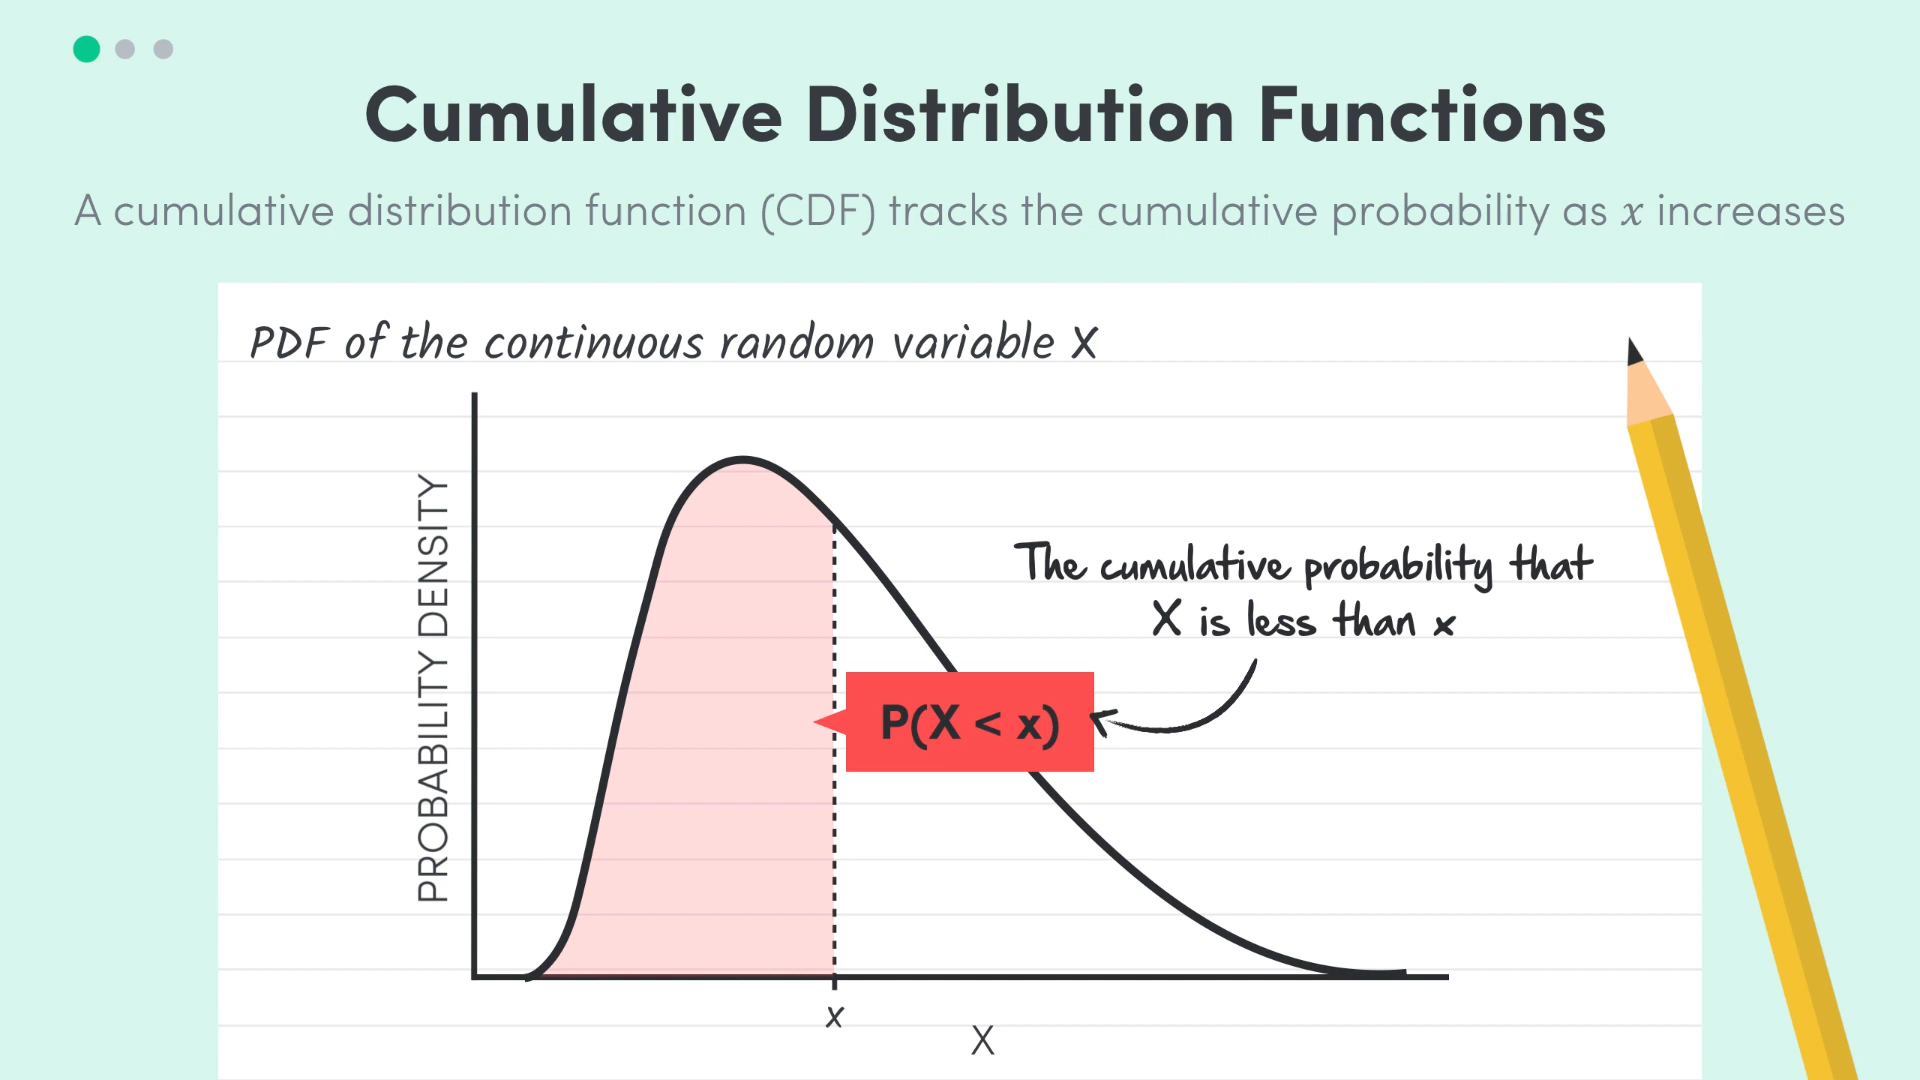 Cumulative Distribution Functions
A cumulative distribution function (CDF) tracks the cumulative probability as x increases
PDF of the continuous random variable X
PROBABILITY DENSITY
The cumulative probability that
X is less than x
P(X < x)
x
X